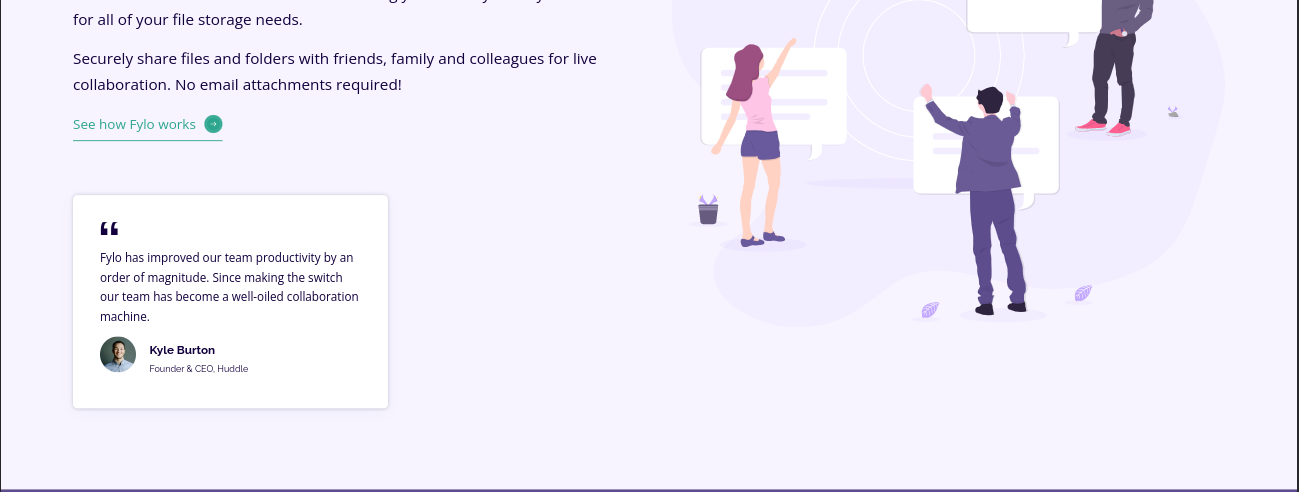 for all of your file storage needs.
Securely share files and folders with friends, family and colleagues for live
collaboration. No email attachments required!
See how Fylo works
“
Fylo has improved our team productivity by an
order of magnitude. Since making the switch
our team has become a well-oiled collaboration
machine.
Kyle Burton
Founder & CEO, Huddle